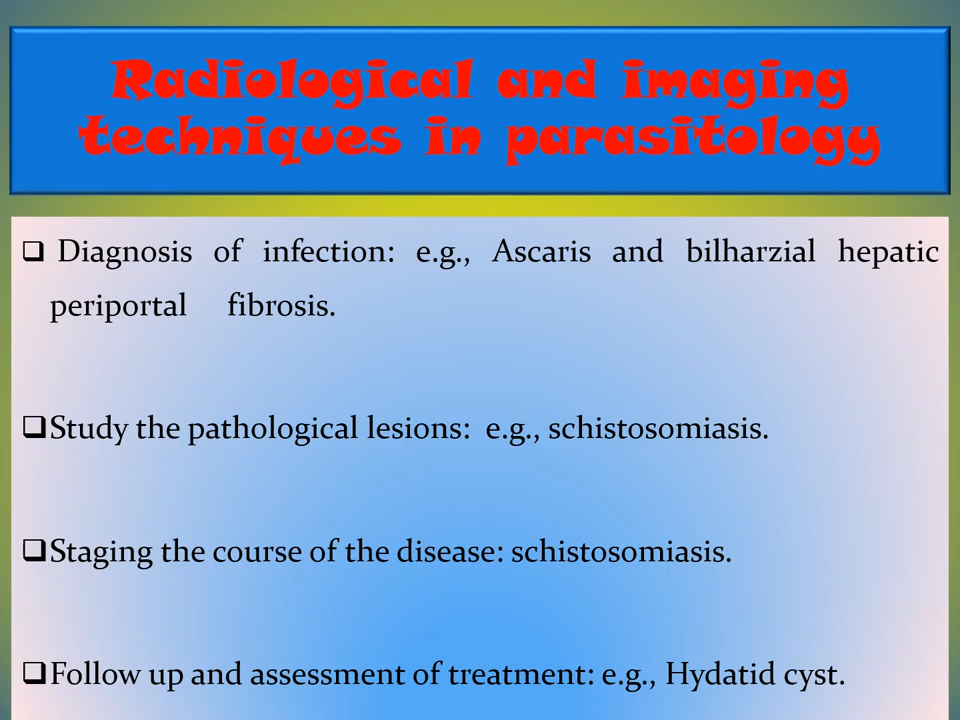 Radiological and imaging
techniques in parasitology
❑ Diagnosis of infection: e.g., Ascaris and bilharzial hepatic
periportal fibrosis.
❑Study the pathological lesions: e.g., schistosomiasis.
❑Staging the course of the disease: schistosomiasis.
❑Follow up and assessment of treatment: e.g., Hydatid cyst.